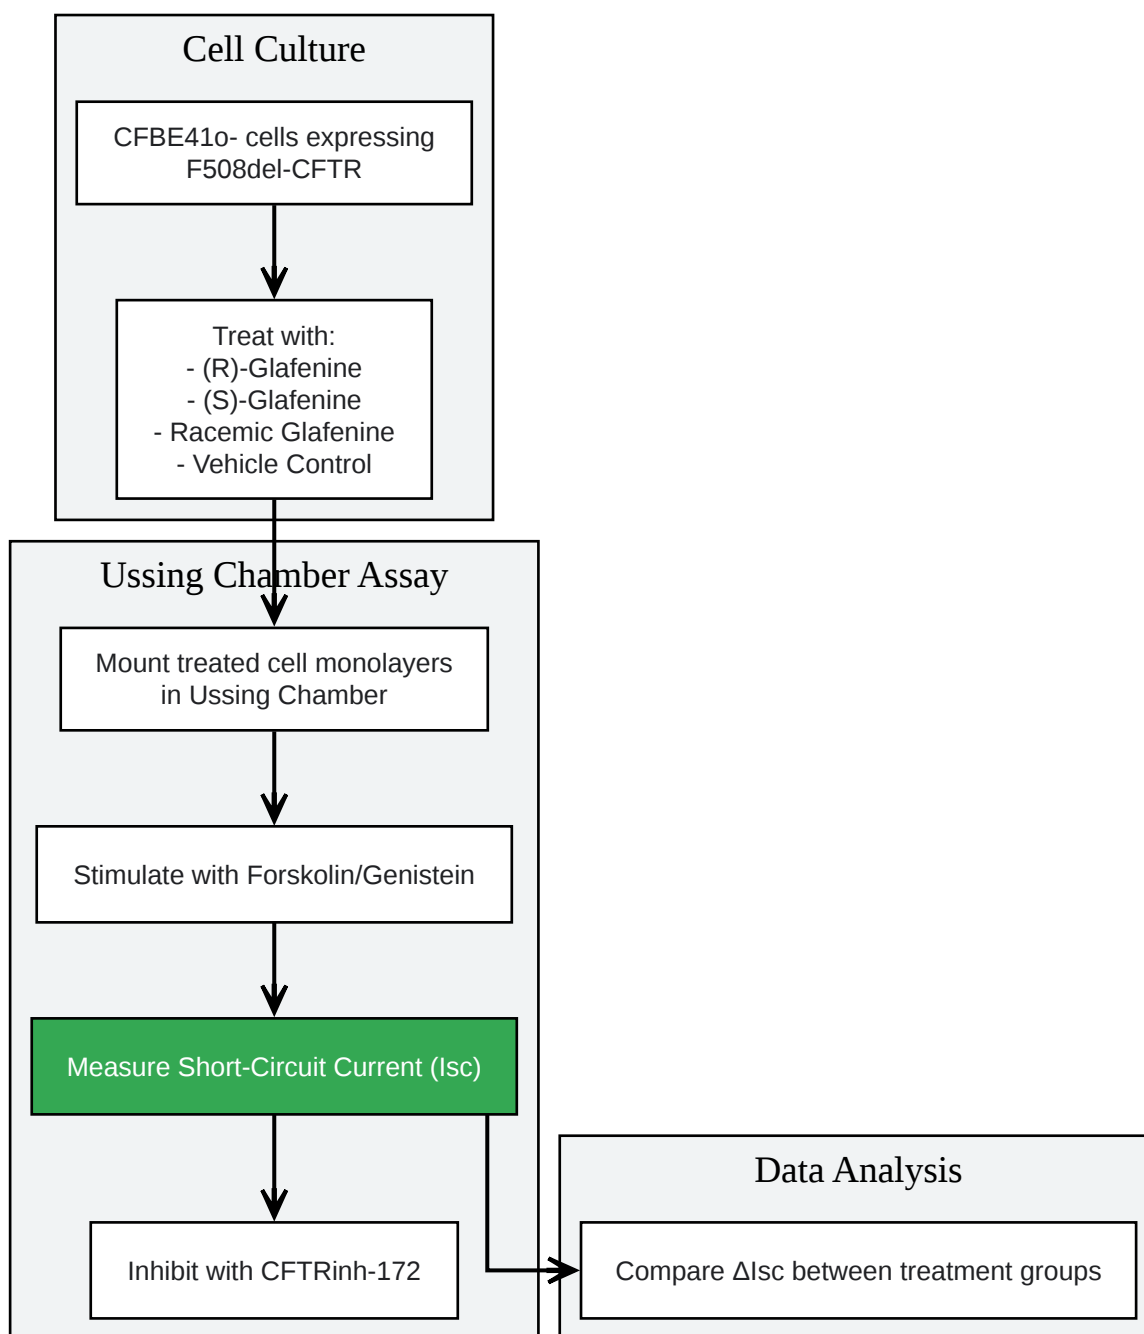 Cell Culture
CFBE41o- cells expressing
F508del-CFTR
Treat with:
- (R)-Glafenine
- (S)-Glafenine
- Racemic Glafenine
- Vehicle Control
Ussing Chamber Assay
Mount treated cell monolayers
in Ussing Chamber
Stimulate with Forskolin/Genistein
Measure Short-Circuit Current (Isc)
Inhibit with CFTRinh-172
Data Analysis
Compare ΔIsc between treatment groups